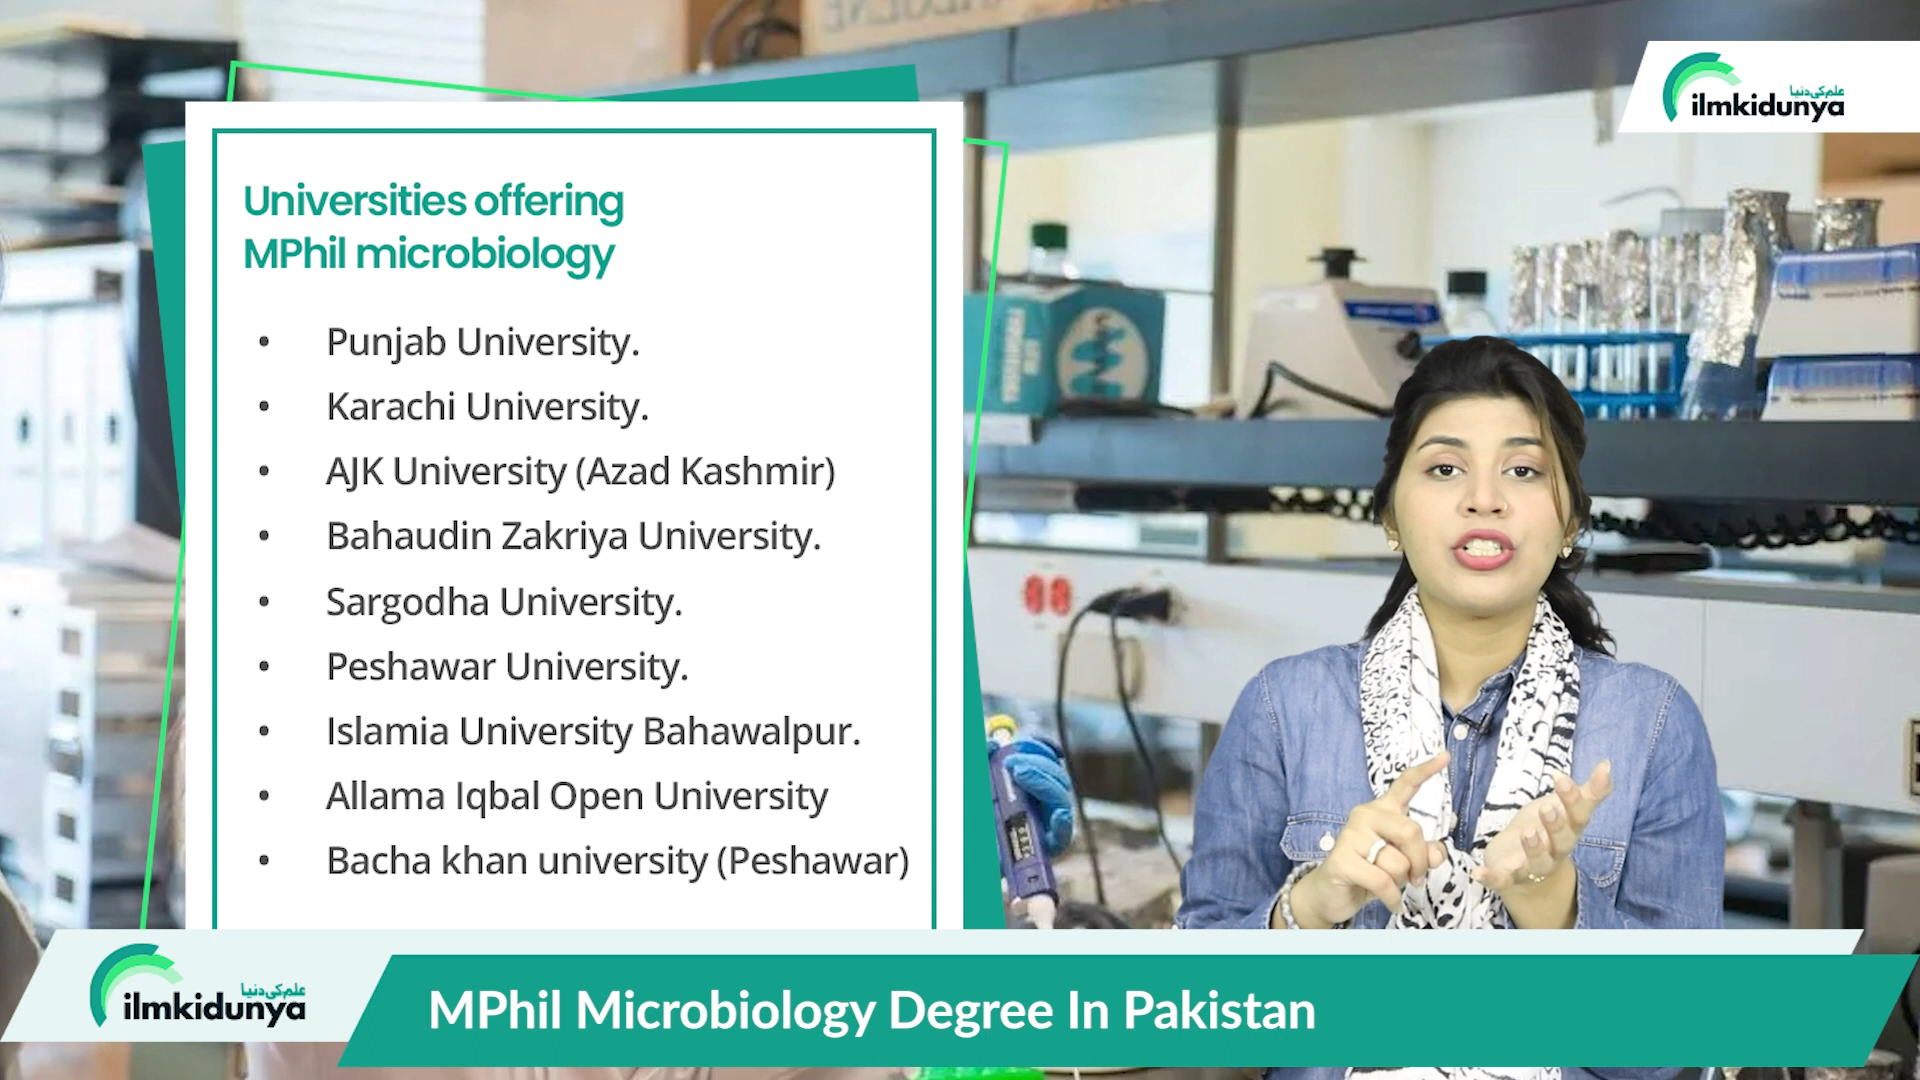 علم کی دنیا
ilmkidunya
Universities offering
MPhil microbiology
• Punjab University.
• Karachi University.
• AJK University (Azad Kashmir)
• Bahaudin Zakriya University.
• Sargodha University.
• Peshawar University.
• Islamia University Bahawalpur.
• Allama Iqbal Open University
• Bacha khan university (Peshawar)
علم کی دنیا
ilmkidunya
MPhil Microbiology Degree In Pakistan